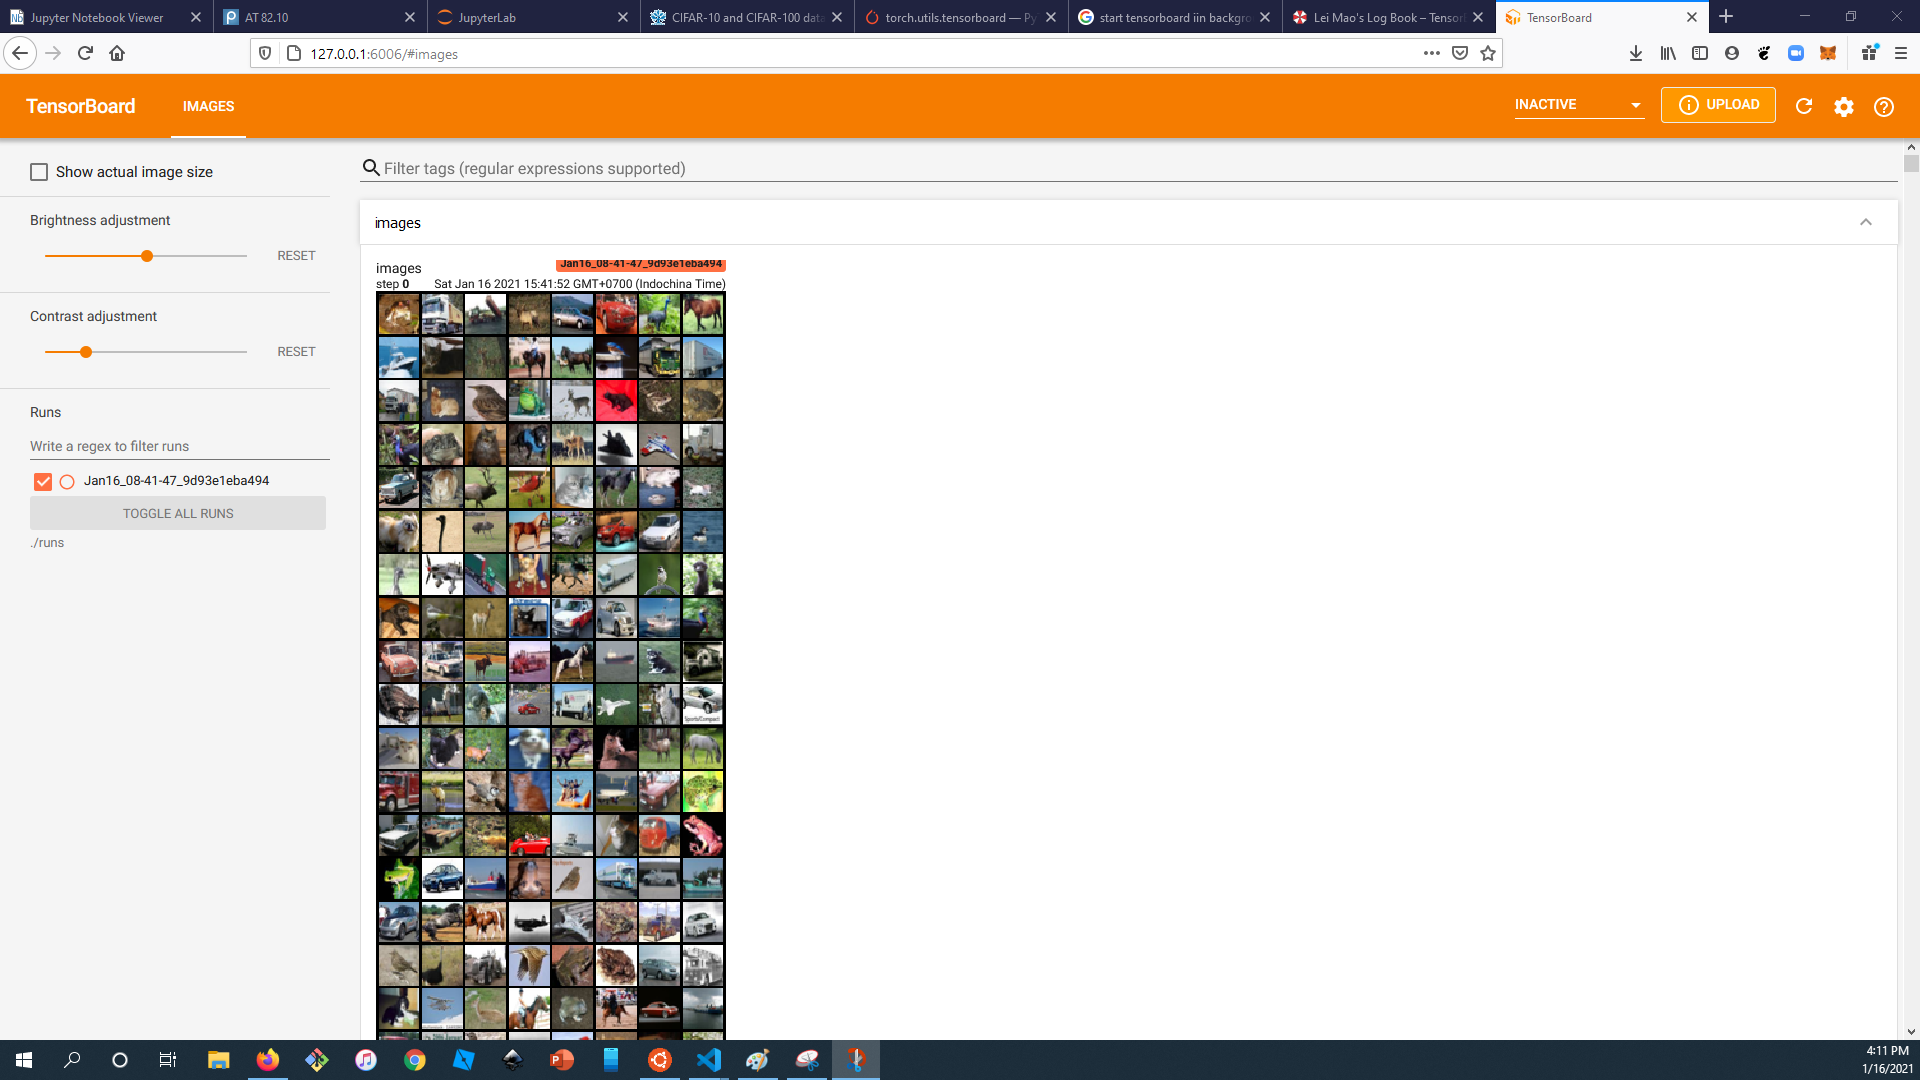 Jupyter Notebook Viewer
AT 82.10
JupyterLab
CIFAR-10 and CIFAR-100 data
torch.utils.tensorboard — Py
start tensorboard iin backgro
Lei Mao's Log Book – Tensor
TensorBoard
127.0.0.1:6006/#images
TensorBoard
IMAGES
INACTIVE
UPLOAD
Show actual image size
Filter tags (regular expressions supported)
Brightness adjustment
RESET
Contrast adjustment
RESET
Runs
Write a regex to filter runs
Jan16_08-41-47_9d93e1eba494
TOGGLE ALL RUNS
./runs
images
images
Jan16_08-41-47_9d93e1eba494
step 0
Sat Jan 16 2021 15:41:52 GMT+0700 (Indochina Time)
4:11 PM
1/16/2021